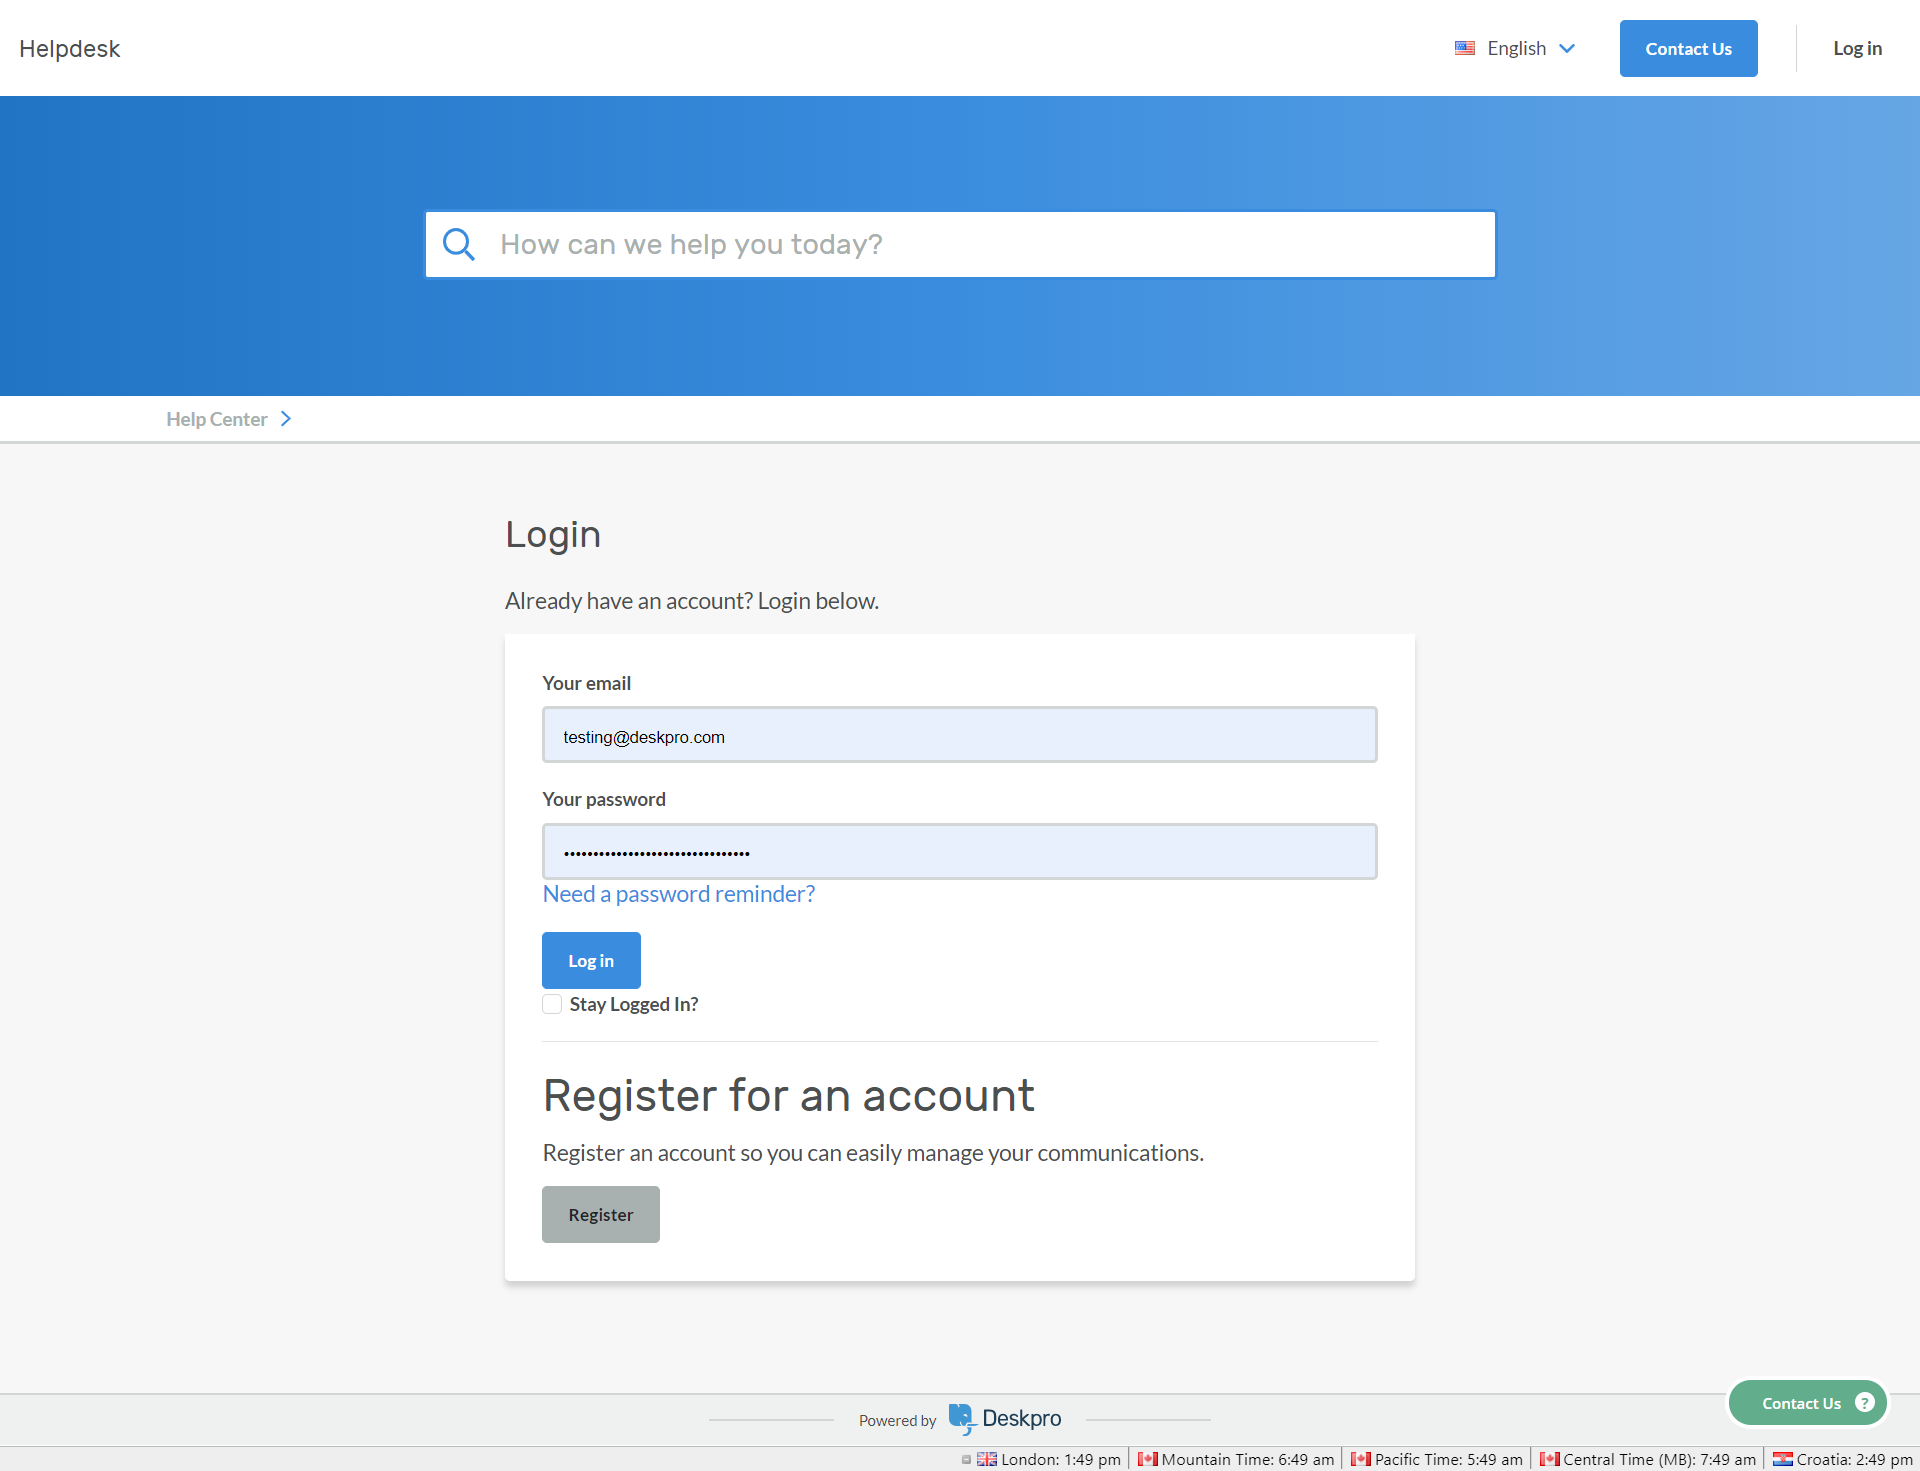 Helpdesk
English
Contact Us
Log in
How can we help you today?
Help Center
Login
Already have an account? Login below.
Your email
testing@deskpro.com
Your password
••••••••••••••••••••••••••••••••
Need a password reminder?
Log in
Stay Logged In?
Register for an account
Register an account so you can easily manage your communications.
Register
Contact Us ?
Powered by Deskpro
London: 1:49 pm Mountain Time: 6:49 am Pacific Time: 5:49 am Central Time (MB): 7:49 am Croatia: 2:49 pm